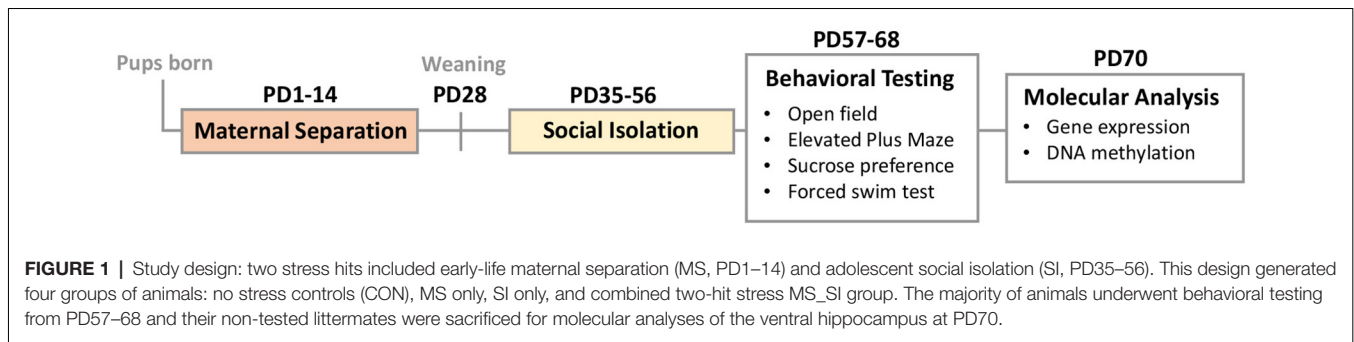 Pups born
PD1-14
Maternal Separation
Weaning
PD28
PD35-56
Social Isolation
PD57-68
Behavioral Testing
• Open field
• Elevated Plus Maze
• Sucrose preference
• Forced swim test
PD70
Molecular Analysis
• Gene expression
• DNA methylation
FIGURE 1 | Study design: two stress hits included early-life maternal separation (MS, PD1–14) and adolescent social isolation (SI, PD35–56). This design generated
four groups of animals: no stress controls (CON), MS only, SI only, and combined two-hit stress MS_SI group. The majority of animals underwent behavioral testing
from PD57–68 and their non-tested littermates were sacrificed for molecular analyses of the ventral hippocampus at PD70.